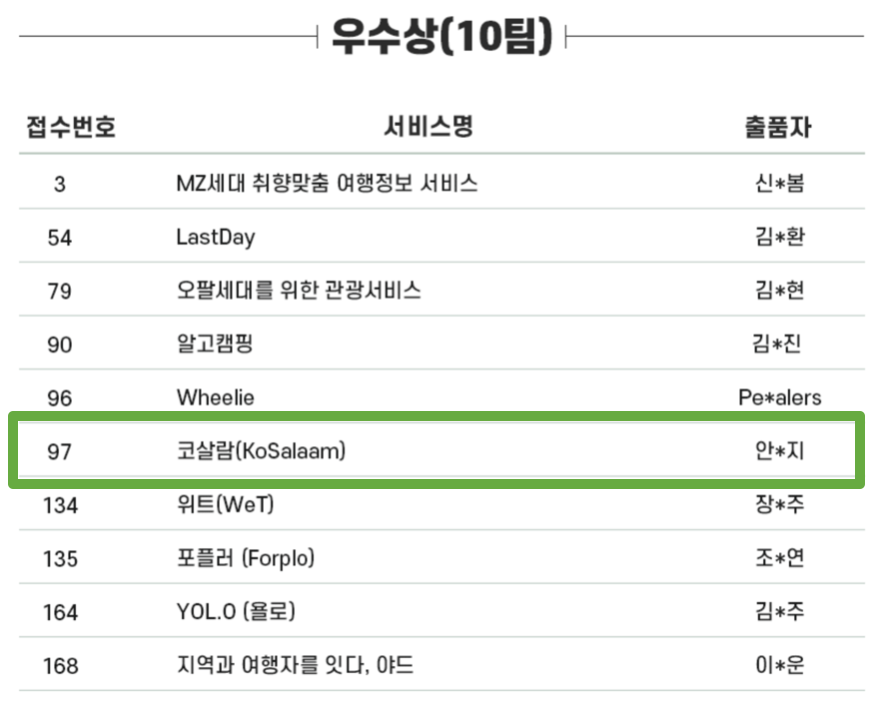 우수상(10팀)
접수번호 서비스명 출품자
3 MZ세대 취향맞춤 여행정보 서비스 신*봄
54 LastDay 김*환
79 오팔세대를 위한 관광서비스 김*현
90 알고캠핑 김*진
96 Wheelie Pe*alers
97 코살람(KoSalaam) 안*지
134 위트(WeT) 장*주
135 포플러 (Forplo) 조*연
164 YOL.O (욜로) 김*주
168 지역과 여행자를 잇다, 야드 이*운